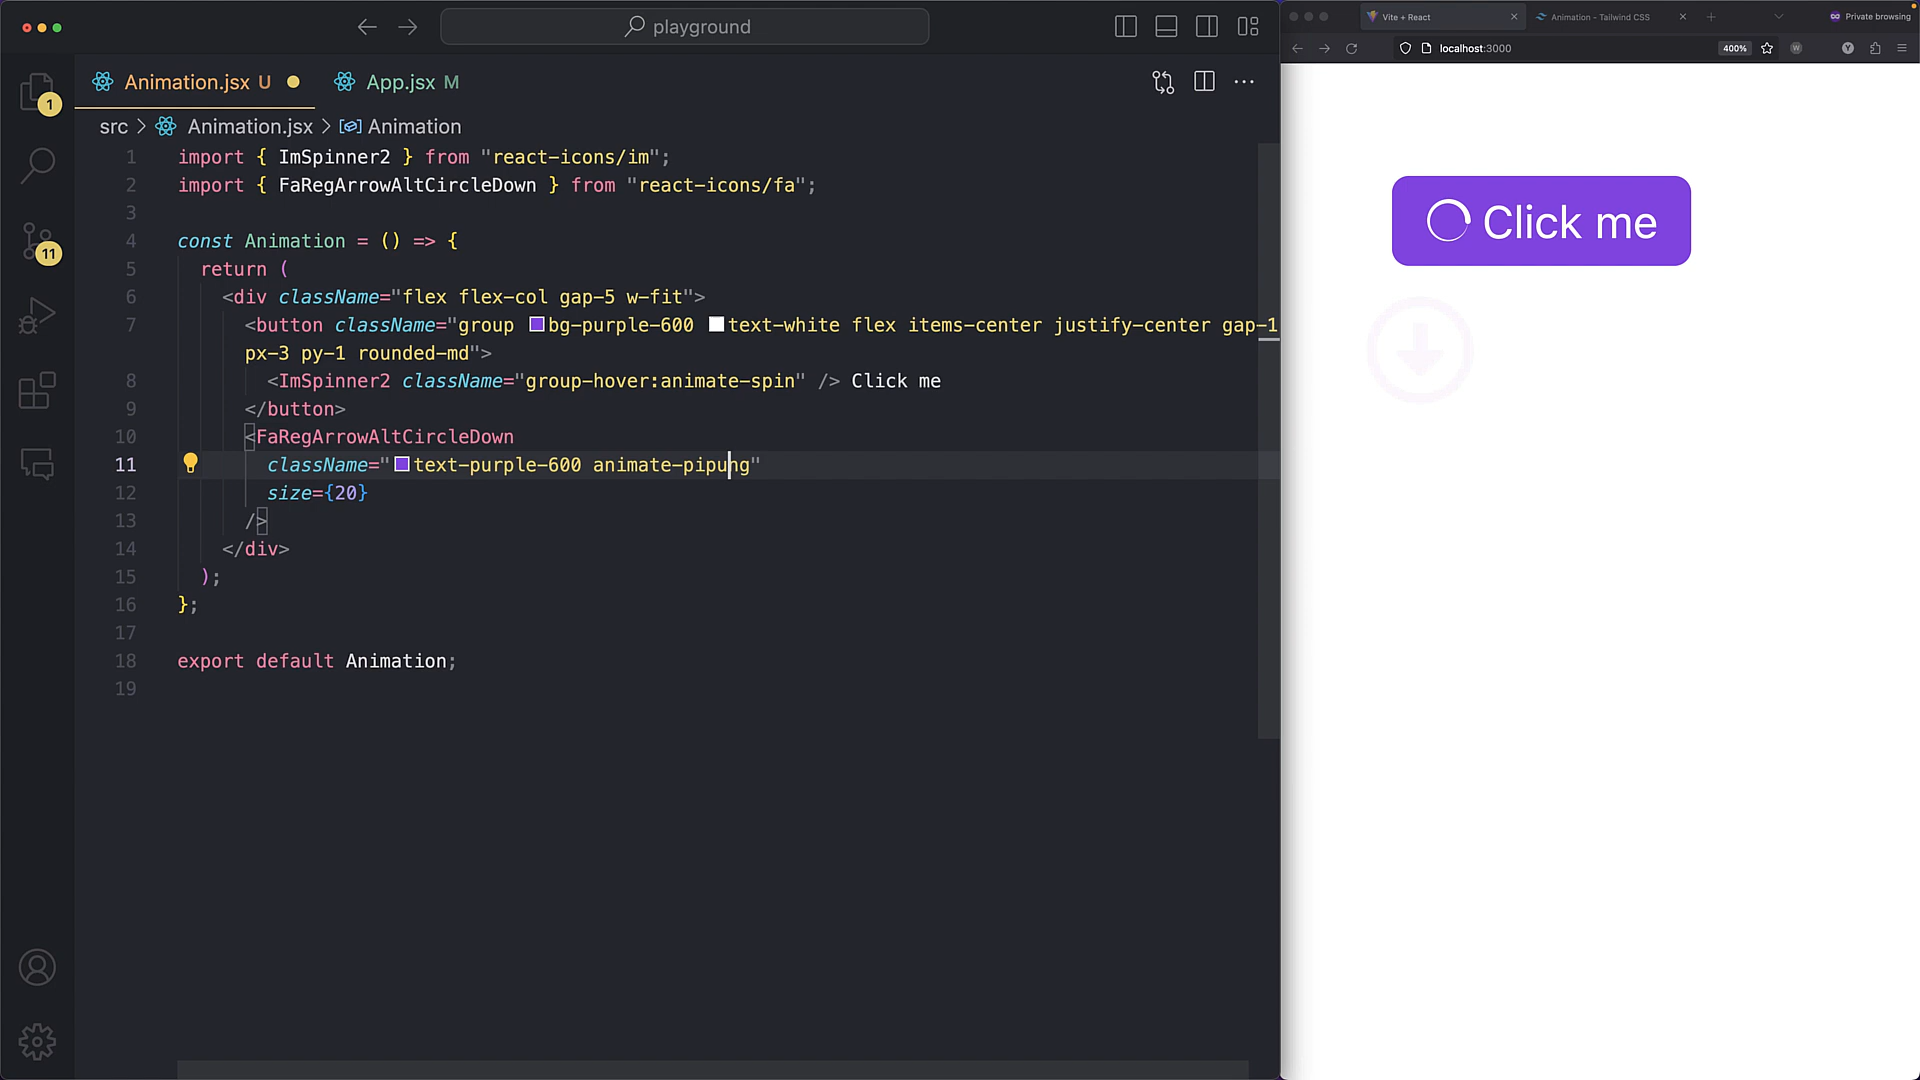 playground
Animation.jsx U
App.jsx M
src > Animation.jsx > Animation
1 import { ImSpinner2 } from "react-icons/im";
2 import { FaRegArrowAltCircleDown } from "react-icons/fa";
3
4 const Animation = () => {
5 return (
6 <div className="flex flex-col gap-5 w-fit">
7 <button className="group bg-purple-600 text-white flex items-center justify-center gap-1
px-3 py-1 rounded-md">
8 <ImSpinner2 className="group-hover:animate-spin" /> Click me
9 </button>
10 <FaRegArrowAltCircleDown
11 className=" text-purple-600 animate-pipung"
12 size={20}
13 />
14 </div>
15 );
16 };
17
18 export default Animation;
19
1
11
Vite + React
Animation - Tailwind CSS
Private browsing
localhost:3000
400%
W
Y
Click me